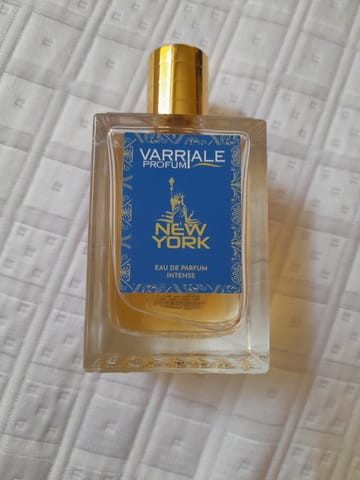 VARRIALE
PROFUMI
NEW
YORK
EAU DE PARFUM
INTENSE